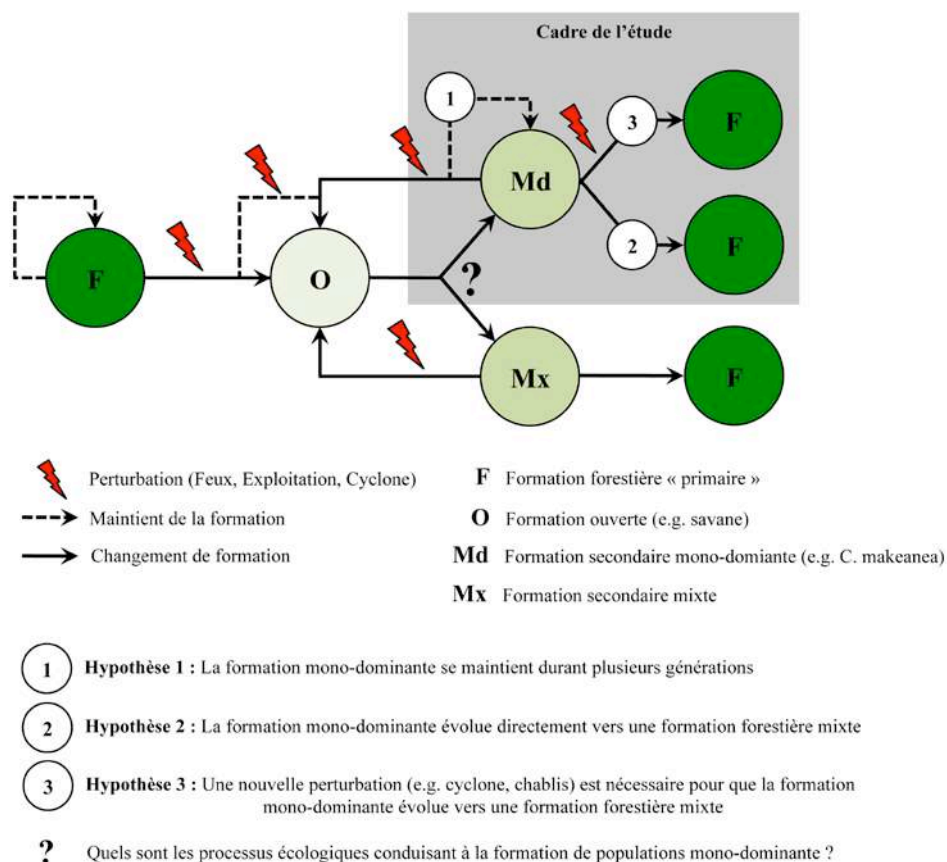 Cadre de l'étude
1
3
F
Md
F
2
F
O
?
Mx
F
Perturbation (Feux, Exploitation, Cyclone)
Maintient de la formation
Changement de formation
F Formation forestière « primaire »
O Formation ouverte (e.g. savane)
Md Formation secondaire mono-domiante (e.g. C. makeanea)
Mx Formation secondaire mixte
1 Hypothèse 1 : La formation mono-dominante se maintient durant plusieurs générations
2 Hypothèse 2 : La formation mono-dominante évolue directement vers une formation forestière mixte
3 Hypothèse 3 : Une nouvelle perturbation (e.g. cyclone, chablis) est nécessaire pour que la formation
mono-dominante évolue vers une formation forestière mixte
? Quels sont les processus écologiques conduisant à la formation de populations mono-dominante ?